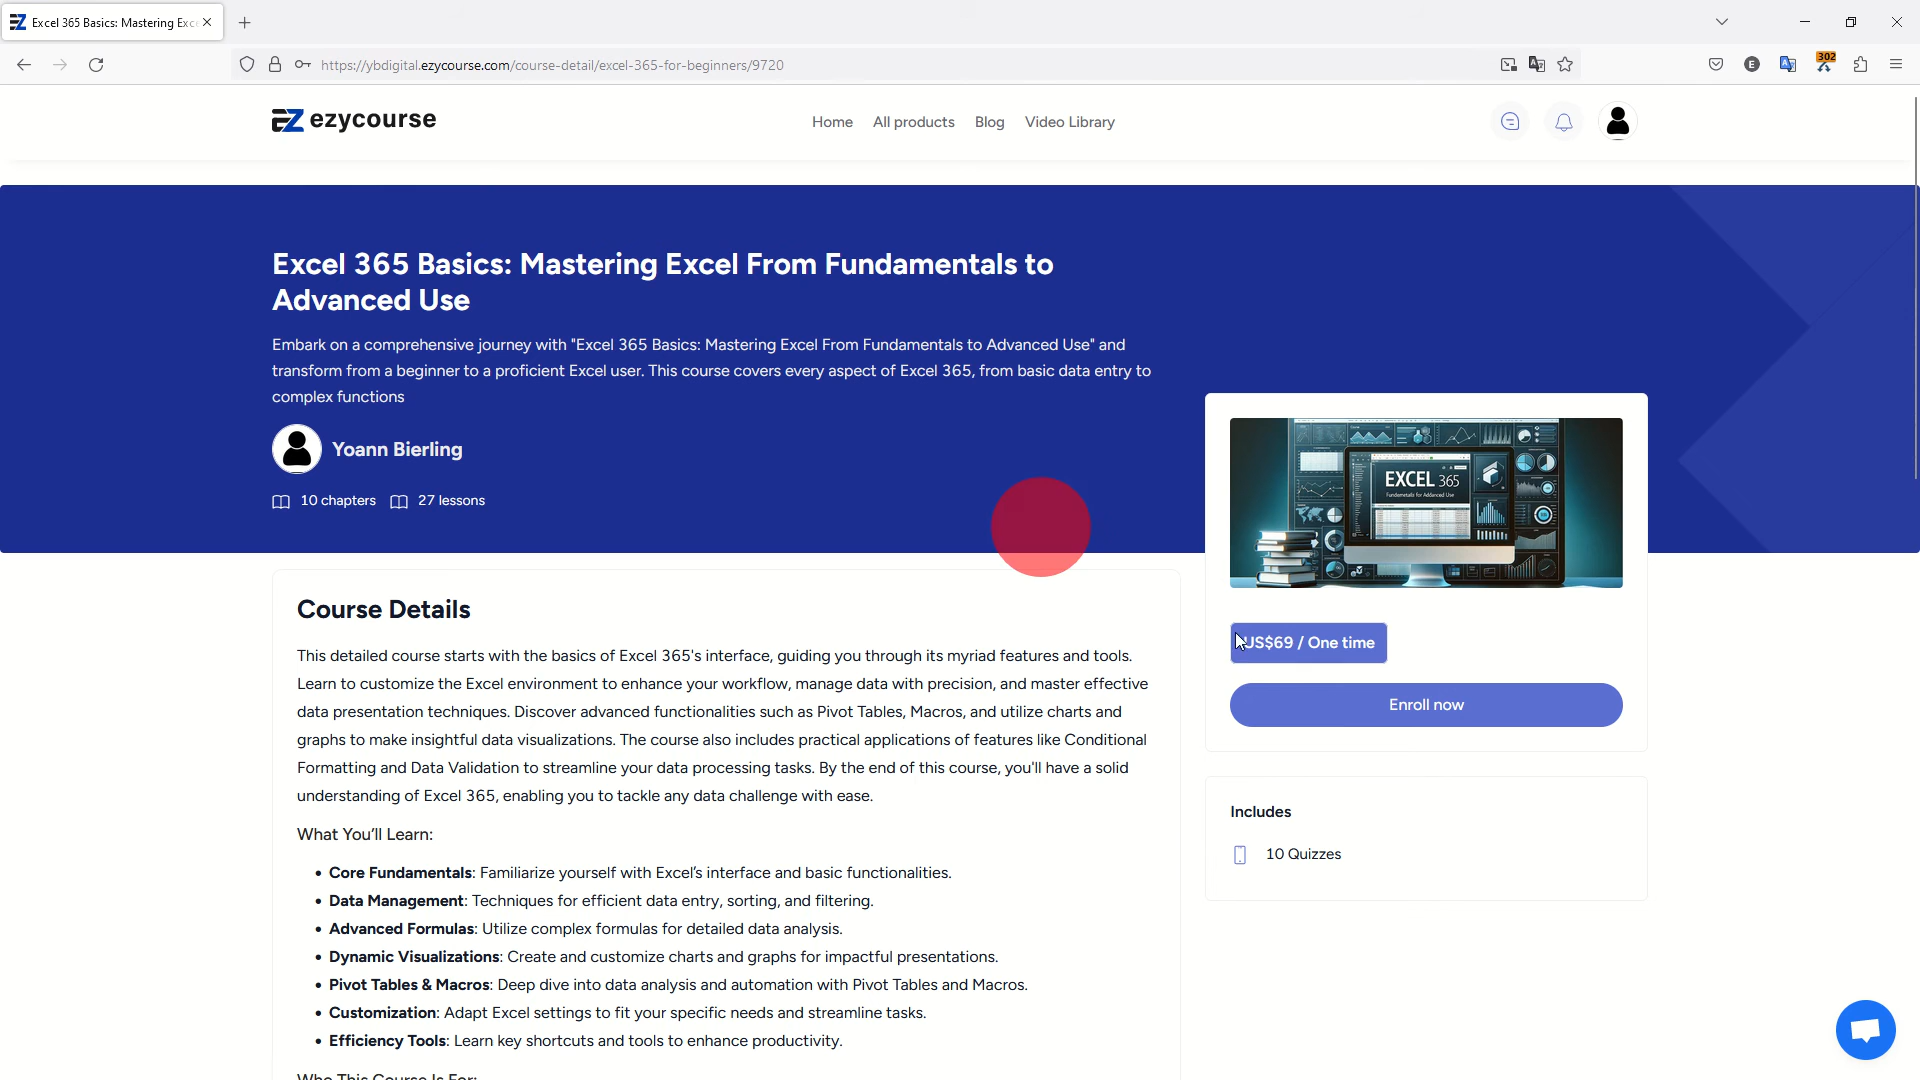 Excel 365 Basics: Mastering Exc
https://ybdigital.ezycourse.com/course-detail/excel-365-for-beginners/9720
E
302
EZ ezycourse
Home All products Blog Video Library
Excel 365 Basics: Mastering Excel From Fundamentals to
Advanced Use
Embark on a comprehensive journey with "Excel 365 Basics: Mastering Excel From Fundamentals to Advanced Use" and
transform from a beginner to a proficient Excel user. This course covers every aspect of Excel 365, from basic data entry to
complex functions
Yoann Bierling
10 chapters 27 lessons
EXCEL 365
US$69 / One time
Enroll now
Includes
10 Quizzes
Course Details
This detailed course starts with the basics of Excel 365's interface, guiding you through its myriad features and tools.
Learn to customize the Excel environment to enhance your workflow, manage data with precision, and master effective
data presentation techniques. Discover advanced functionalities such as Pivot Tables, Macros, and utilize charts and
graphs to make insightful data visualizations. The course also includes practical applications of features like Conditional
Formatting and Data Validation to streamline your data processing tasks. By the end of this course, you'll have a solid
understanding of Excel 365, enabling you to tackle any data challenge with ease.
What You'll Learn:
• Core Fundamentals: Familiarize yourself with Excel's interface and basic functionalities.
• Data Management: Techniques for efficient data entry, sorting, and filtering.
• Advanced Formulas: Utilize complex formulas for detailed data analysis.
• Dynamic Visualizations: Create and customize charts and graphs for impactful presentations.
• Pivot Tables & Macros: Deep dive into data analysis and automation with Pivot Tables and Macros.
• Customization: Adapt Excel settings to fit your specific needs and streamline tasks.
• Efficiency Tools: Learn key shortcuts and tools to enhance productivity.
Who This Course Is For: